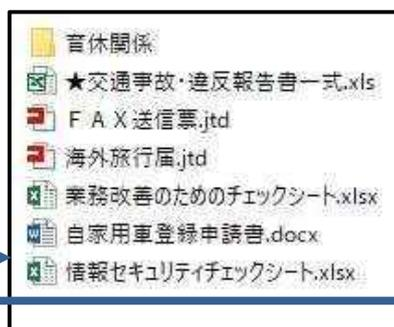 育休関係
★交通事故・違反報告書一式.xls
ＦＡＸ送信票.jtd
海外旅行届.jtd
業務改善のためのチェックシート.xlsx
自家用車登録申請書.docx
情報セキュリティチェックシート.xlsx